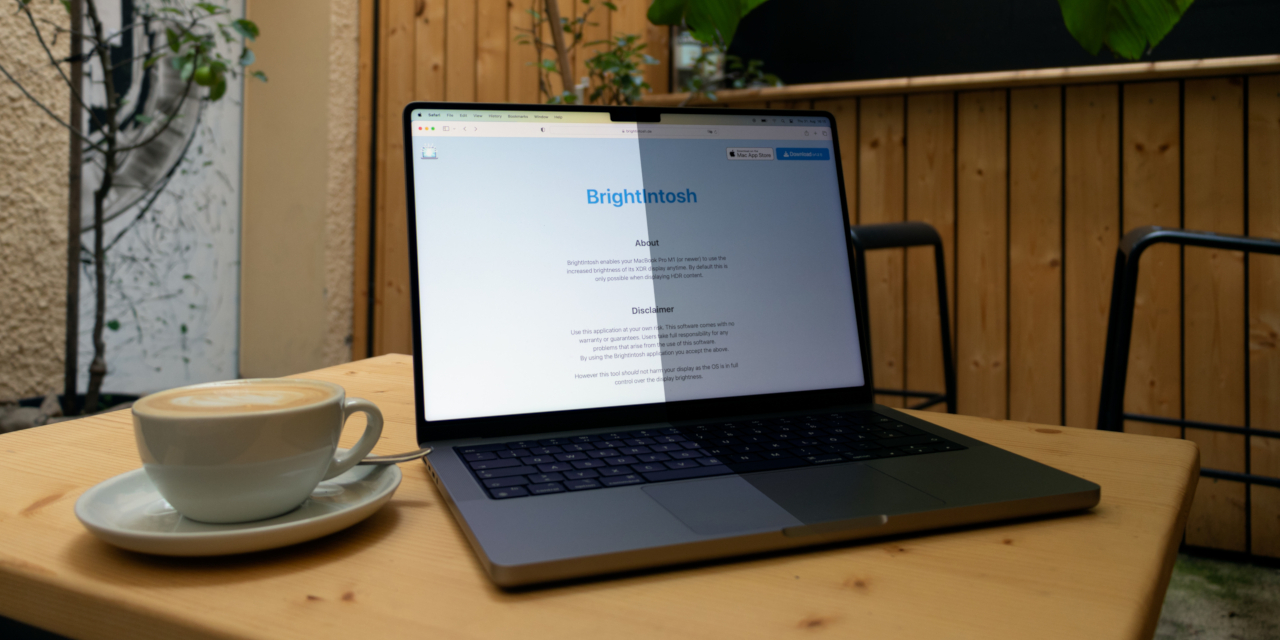 Safari File Edit View History Bookmarks Window Help
Mac App Store
Download
BrightIntosh
About
BrightIntosh enables your MacBook Pro M1 (or newer) to use the
increased brightness of its XDR display anytime. By default this is
only possible when displaying HDR content.
Disclaimer
Use this application at your own risk. This software comes with no
warranty or guarantees. Users take full responsibility for any
problems that arise from the use of this software.
By using the BrightIntosh application you accept the above.
However this tool should not harm your display as the OS is in full
control over the display brightness.